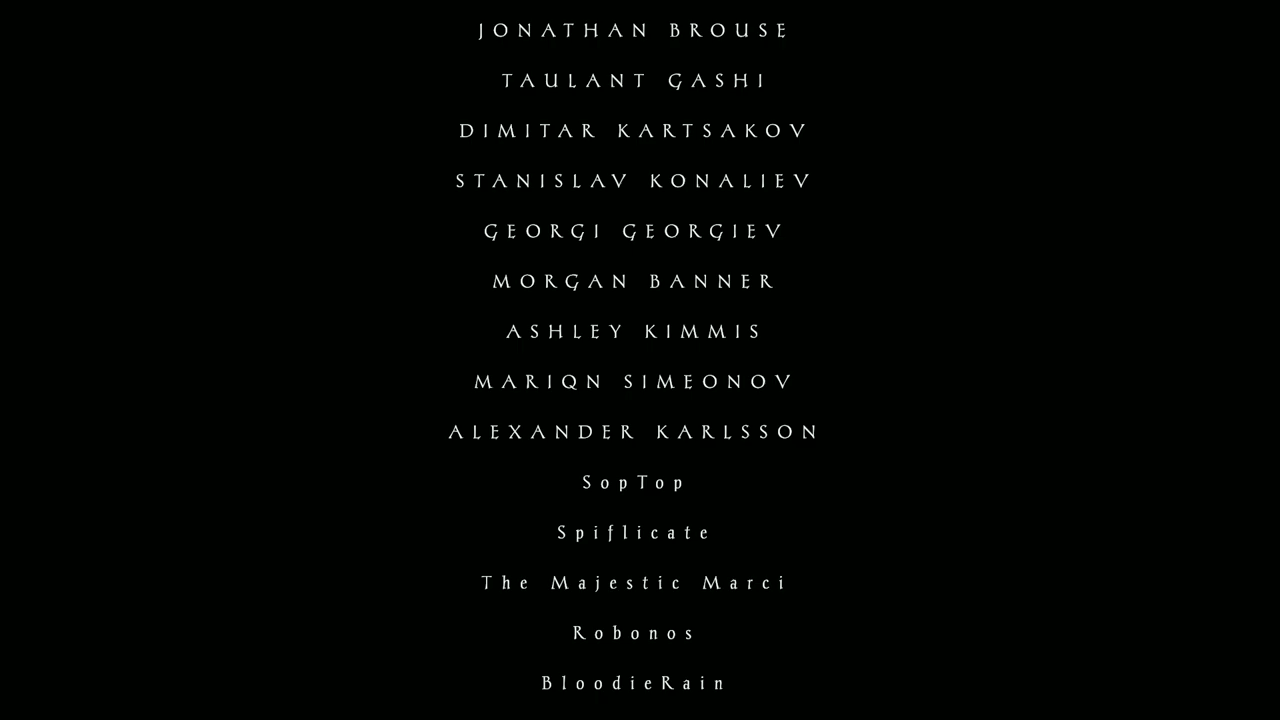 JONATHAN BROUSE
TAULANT GASHI
DIMITAR KARTSAKOV
STANISLAV KONALIEV
GEORGI GEORGIEV
MORGAN BANNER
ASHLEY KIMMIS
MARIQN SIMEONOV
ALEXANDER KARLSSON
SopTop
Spiflicate
The Majestic Marci
Robonos
BloodieRain